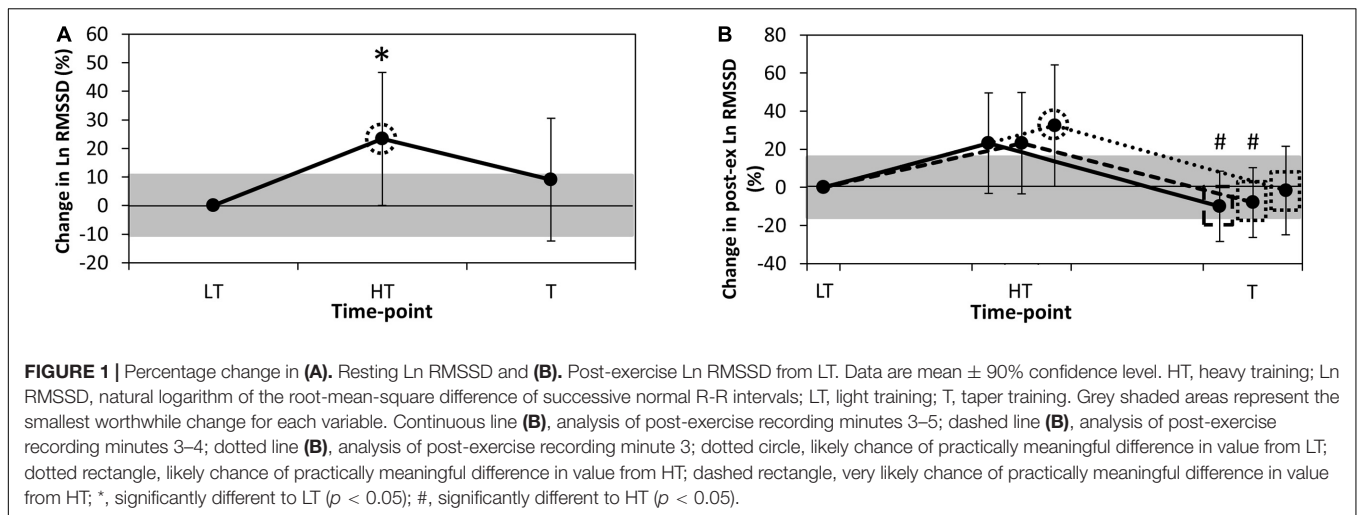 A
*
60
50
40
30
20
10
0
-10
-20
Change in Ln RMSSD (%)
LT
HT
T
Time-point
B
# #
80
60
40
20
0
-20
-40
Change in post-ex Ln RMSSD
(%)
LT
HT
T
Time-point
FIGURE 1 | Percentage change in (A). Resting Ln RMSSD and (B). Post-exercise Ln RMSSD from LT. Data are mean ± 90% confidence level. HT, heavy training; Ln
RMSSD, natural logarithm of the root-mean-square difference of successive normal R-R intervals; LT, light training; T, taper training. Grey shaded areas represent the
smallest worthwhile change for each variable. Continuous line (B), analysis of post-exercise recording minutes 3–5; dashed line (B), analysis of post-exercise
recording minutes 3–4; dotted line (B), analysis of post-exercise recording minute 3; dotted circle, likely chance of practically meaningful difference in value from LT;
dotted rectangle, likely chance of practically meaningful difference in value from HT; dashed rectangle, very likely chance of practically meaningful difference in value
from HT; *, significantly different to LT (p < 0.05); #, significantly different to HT (p < 0.05).